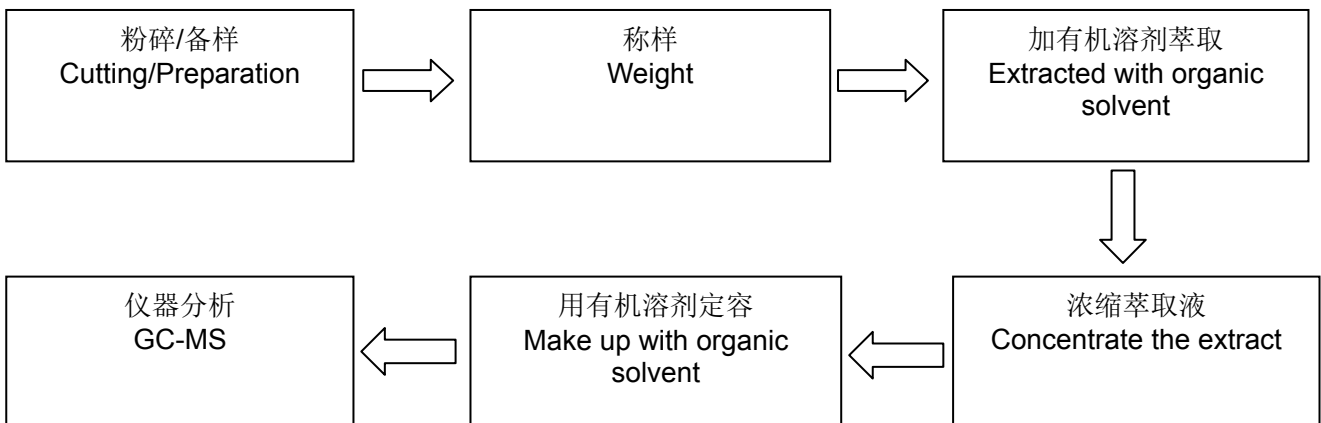 粉碎/备样
Cutting/Preparation
称样
Weight
加有机溶剂萃取
Extracted with organic
solvent
浓缩萃取液
Concentrate the extract
用有机溶剂定容
Make up with organic
solvent
仪器分析
GC-MS